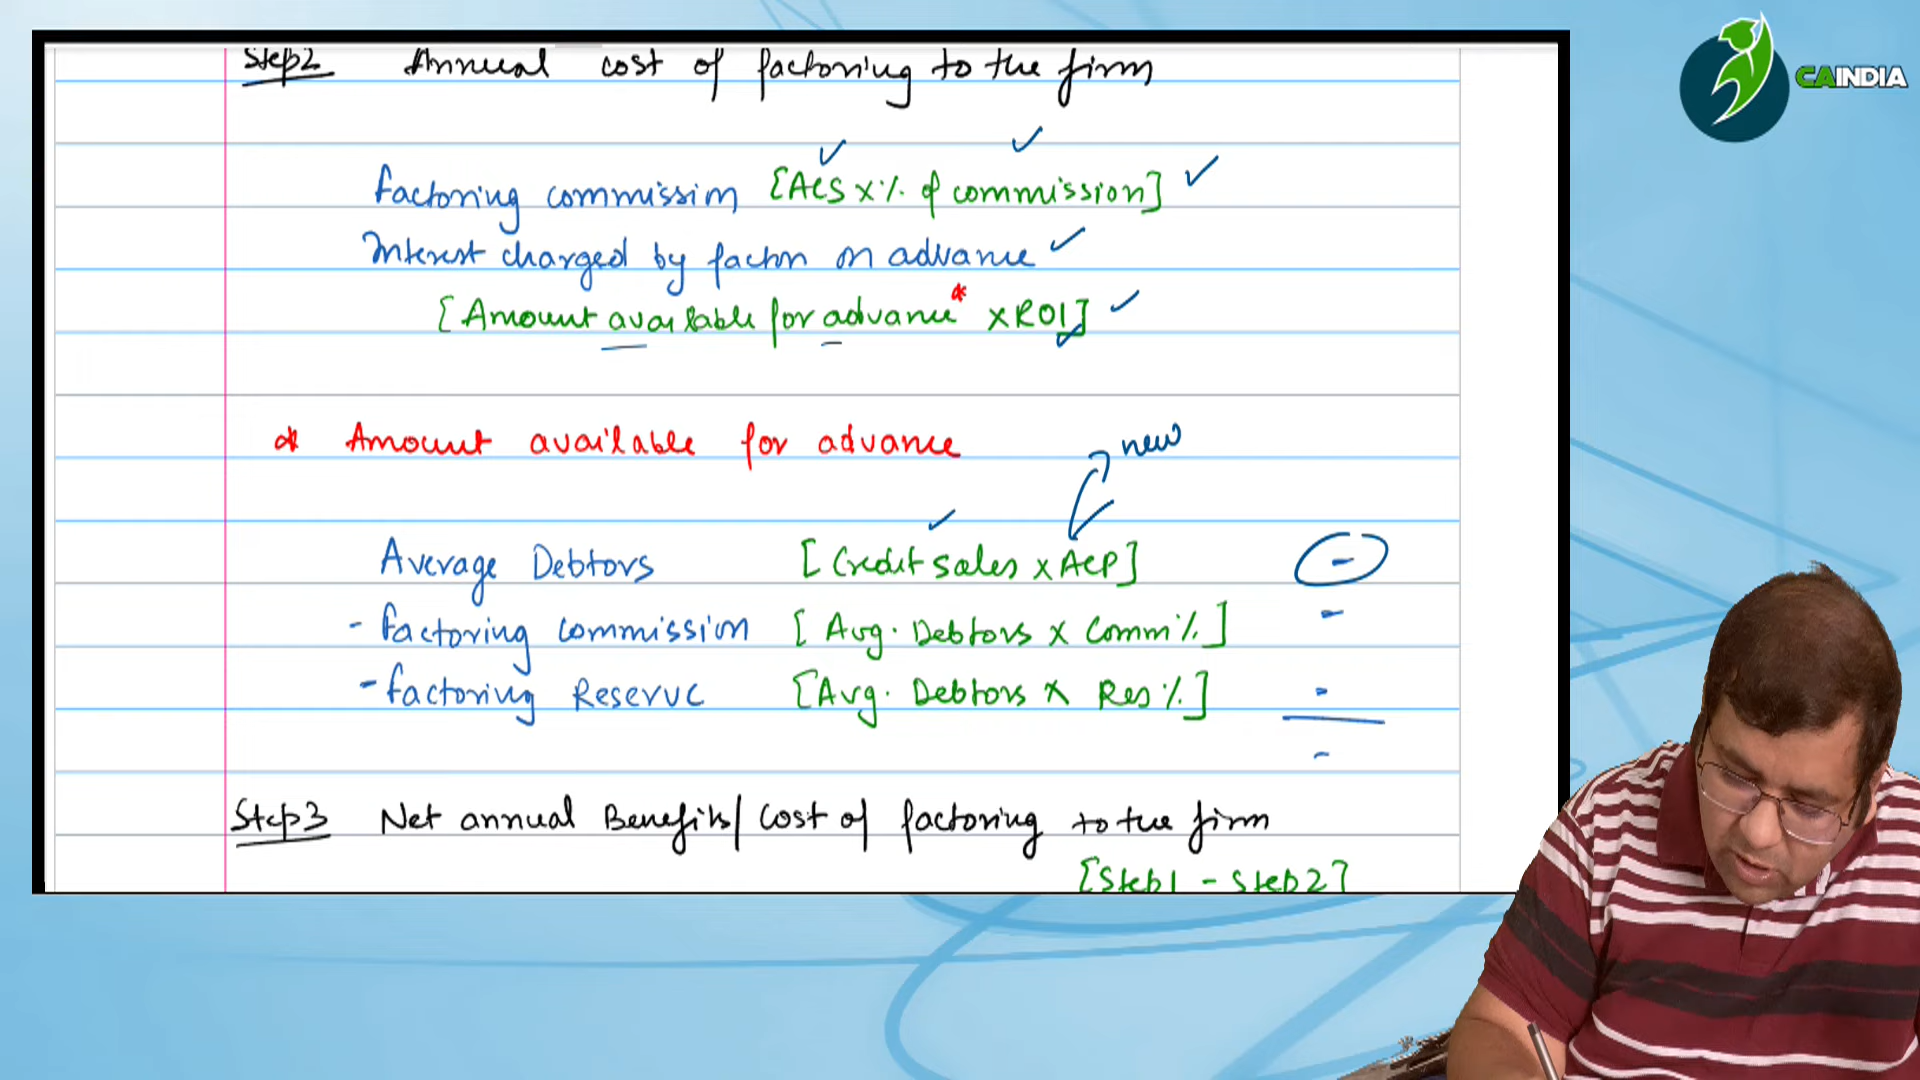 Step2 Annual cost of factoring to the firm
CAINDIA
Factoring commission [ACS x % of commission]
Interest charged by factor on advance
[Amount available for advance* x ROI]
* Amount available for advance
new
Average Debtors [Credit sales x ACP] -
- Factoring commission [Avg. Debtors x Comm %] -
- Factoring Reserve [Avg. Debtors x Res %] -
-
Step3 Net annual Benefits/Cost of factoring to the firm
[Step1 - Step2]